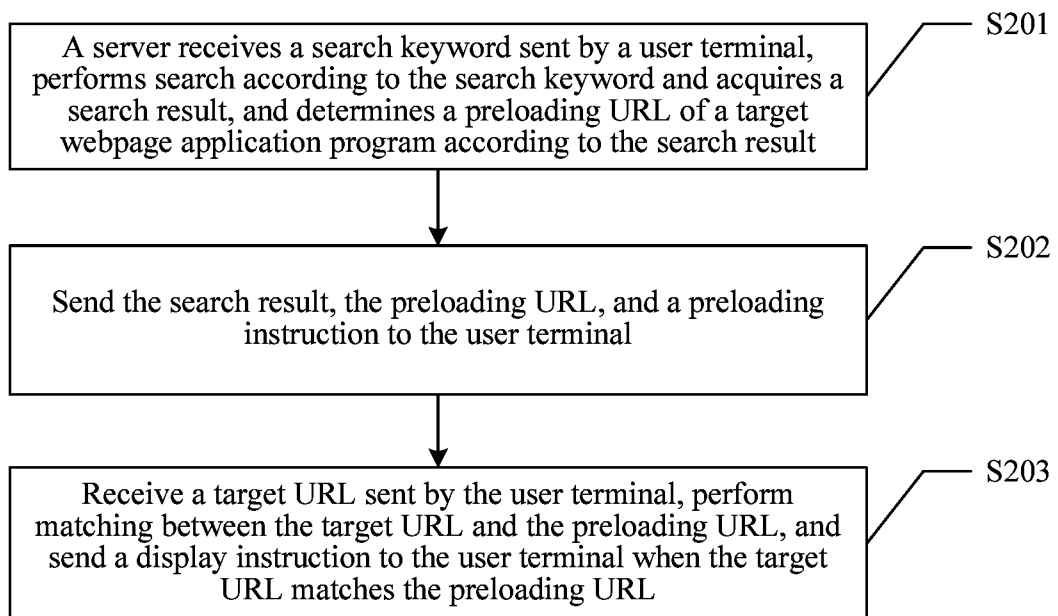 S201
A server receives a search keyword sent by a user terminal,
performs search according to the search keyword and acquires a
search result, and determines a preloading URL of a target
webpage application program according to the search result
S202
Send the search result, the preloading URL, and a preloading
instruction to the user terminal
S203
Receive a target URL sent by the user terminal, perform
matching between the target URL and the preloading URL, and
send a display instruction to the user terminal when the target
URL matches the preloading URL